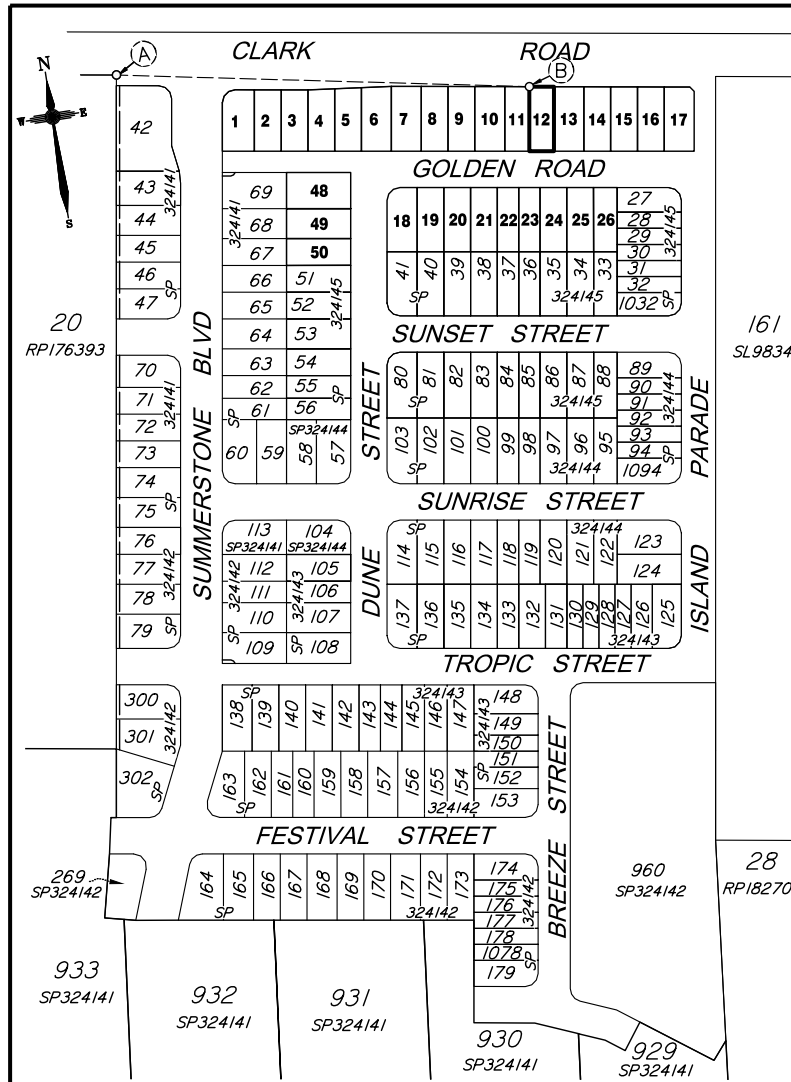 CLARK ROAD
A
B
N
W E
S
42
43
44
45
46
47
324141
SP
1 2 3 4 5 6 7 8 9 10 11 12 13 14 15 16 17
GOLDEN ROAD
69
68
67
324141
48
49
50
66
65
64
63
62
61
SP
60 59
51
52
53
54
55
56
324145
SP
SP324144
58 57
18 19 20 21 22 23 24 25 26
41 40 39 38 37 36 35 34 33
SP 324145
27
28
29
30
31
32
1032
324145
SP
20
RP176393
161
SL9834
SUNSET STREET
SUMMERSTONE BLVD
DUNE STREET
ISLAND PARADE
70
71
72
73
74
75
324141
SP
76
77
78
79
324142
SP
80 81 82 83 84 85 86 87 88
SP 324145
103 102 101 100 99 98 97 96 95
SP 324144
89
90
91
92
93
94
1094
324144
SP
SUNRISE STREET
113
SP324141
104
SP324144
112
111
110
109
324142
SP
105
106
107
108
324143
SP
SP 324144
114 115 116 117 118 119 120 121 122
123
124
137 136 135 134 133 132 131 130 129 128 127 126 125
SP 324143
TROPIC STREET
300
301
302
324142
SP
SP 324143
138 139 140 141 142 143 144 145 146 147
163 162 161 160 159 158 157 156 155 154
SP 324142
148
149
150
151
152
153
324143
SP
BREEZE STREET
FESTIVAL STREET
269
SP324142
164 165 166 167 168 169 170 171 172 173
SP 324142
174
175
176
177
178
1078
179
324142
SP
960
SP324142
28
RP18270
933
SP324141
932
SP324141
931
SP324141
930
SP324141
929
SP324141